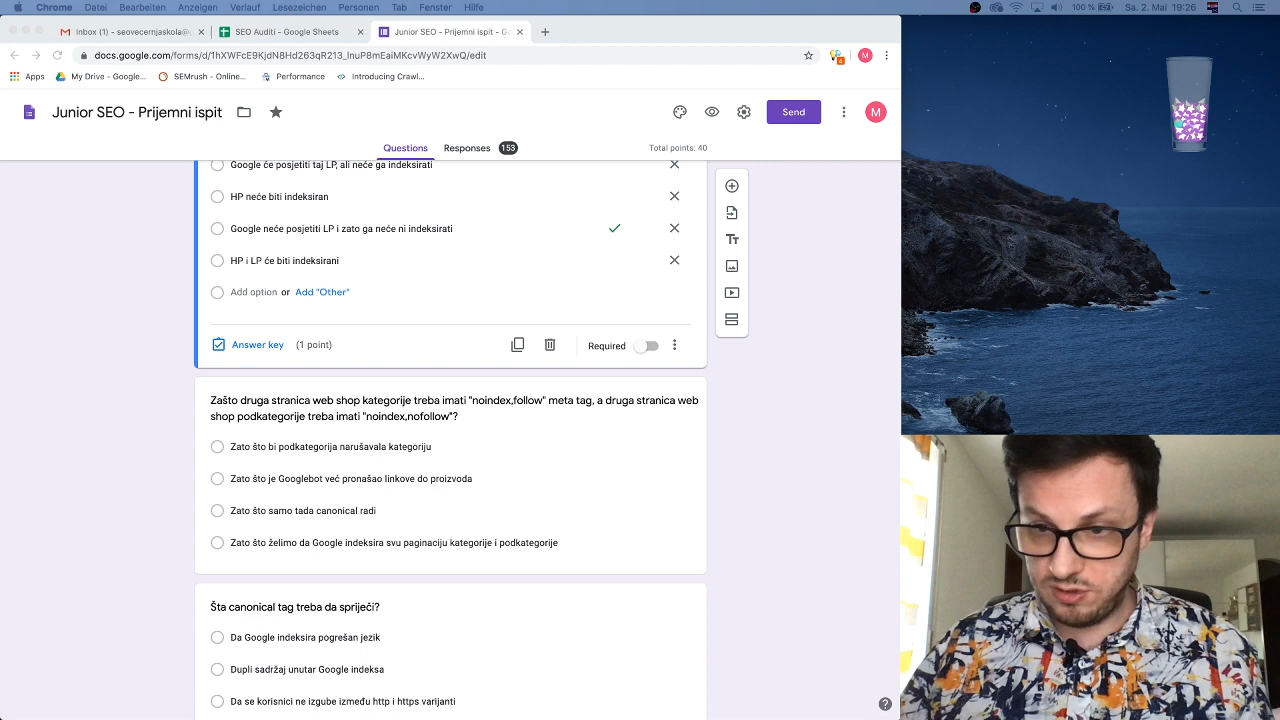 Chrome Datei Bearbeiten Anzeigen Verlauf Lesezeichen Personen Tab Fenster Hilfe 100 % Sa. 2. Mai 19:26
Inbox (1) - seovecernjaskola@ SEO Auditi - Google Sheets Junior SEO - Prijemni ispit - G
docs.google.com/forms/d/1hXWFcE9KjdN8Hd263qR213_lnuP8mEaiMKcvWyW2XwQ/edit 4 M
Apps My Drive - Google... SEMrush - Online... Performance Introducing Crawl...
Junior SEO - Prijemni ispit Send M
Questions Responses 153 Total points: 40
Google će posjetiti taj LP, ali neće ga indeksirati
HP neće biti indeksiran
Google neće posjetiti LP i zato ga neće ni indeksirati
HP i LP će biti indeksirani
Add option or Add "Other"
Answer key (1 point) Required
Zašto druga stranica web shop kategorije treba imati "noindex,follow" meta tag, a druga stranica web
shop podkategorije treba imati "noindex,nofollow"?
Zato što bi podkategorija narušavala kategoriju
Zato što je Googlebot već pronašao linkove do proizvoda
Zato što samo tada canonical radi
Zato što želimo da Google indeksira svu paginaciju kategorije i podkategorije
Šta canonical tag treba da spriječi?
Da Google indeksira pogrešan jezik
Dupli sadržaj unutar Google indeksa
Da se korisnici ne izgube između http i https varijanti